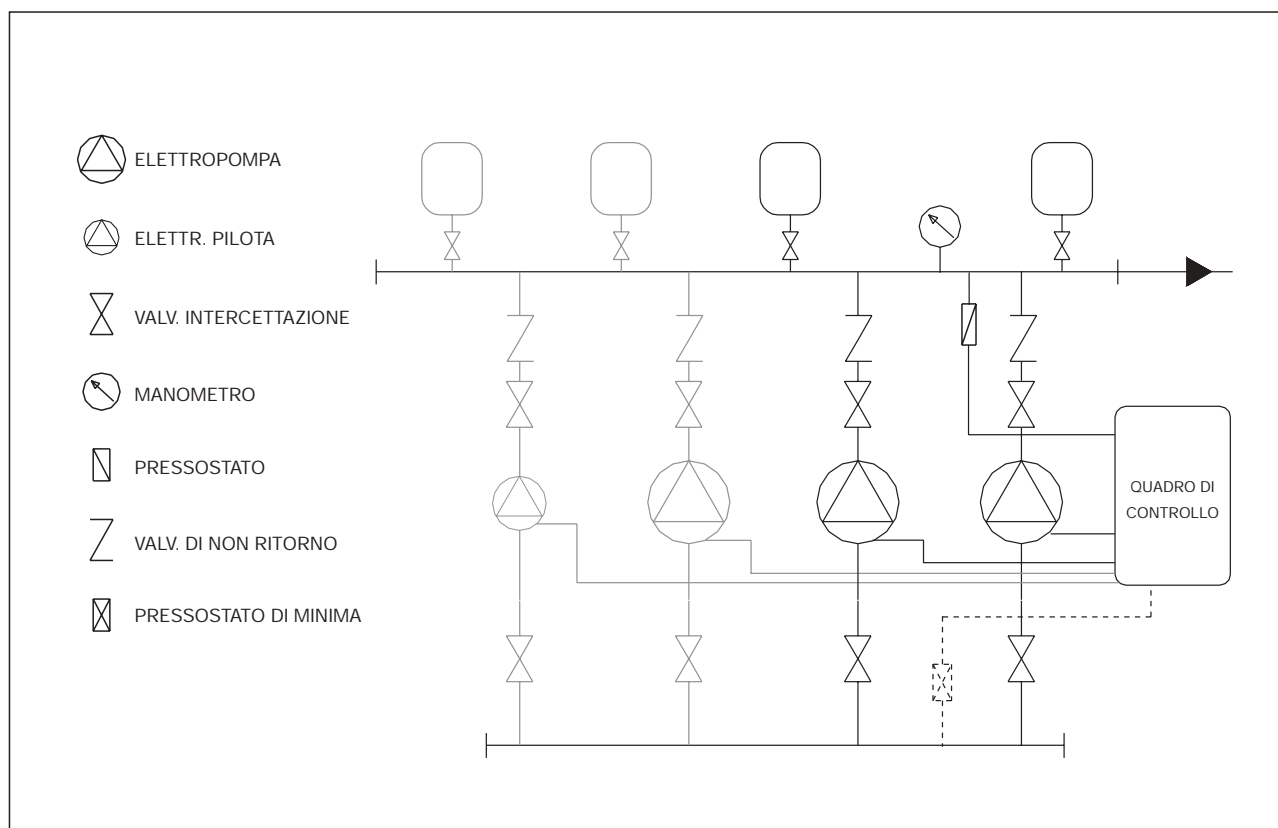 ELETTROPOMPA
ELETTR. PILOTA
VALV. INTERCETTAZIONE
MANOMETRO
PRESSOSTATO
VALV. DI NON RITORNO
PRESSOSTATO DI MINIMA
QUADRO DI
CONTROLLO